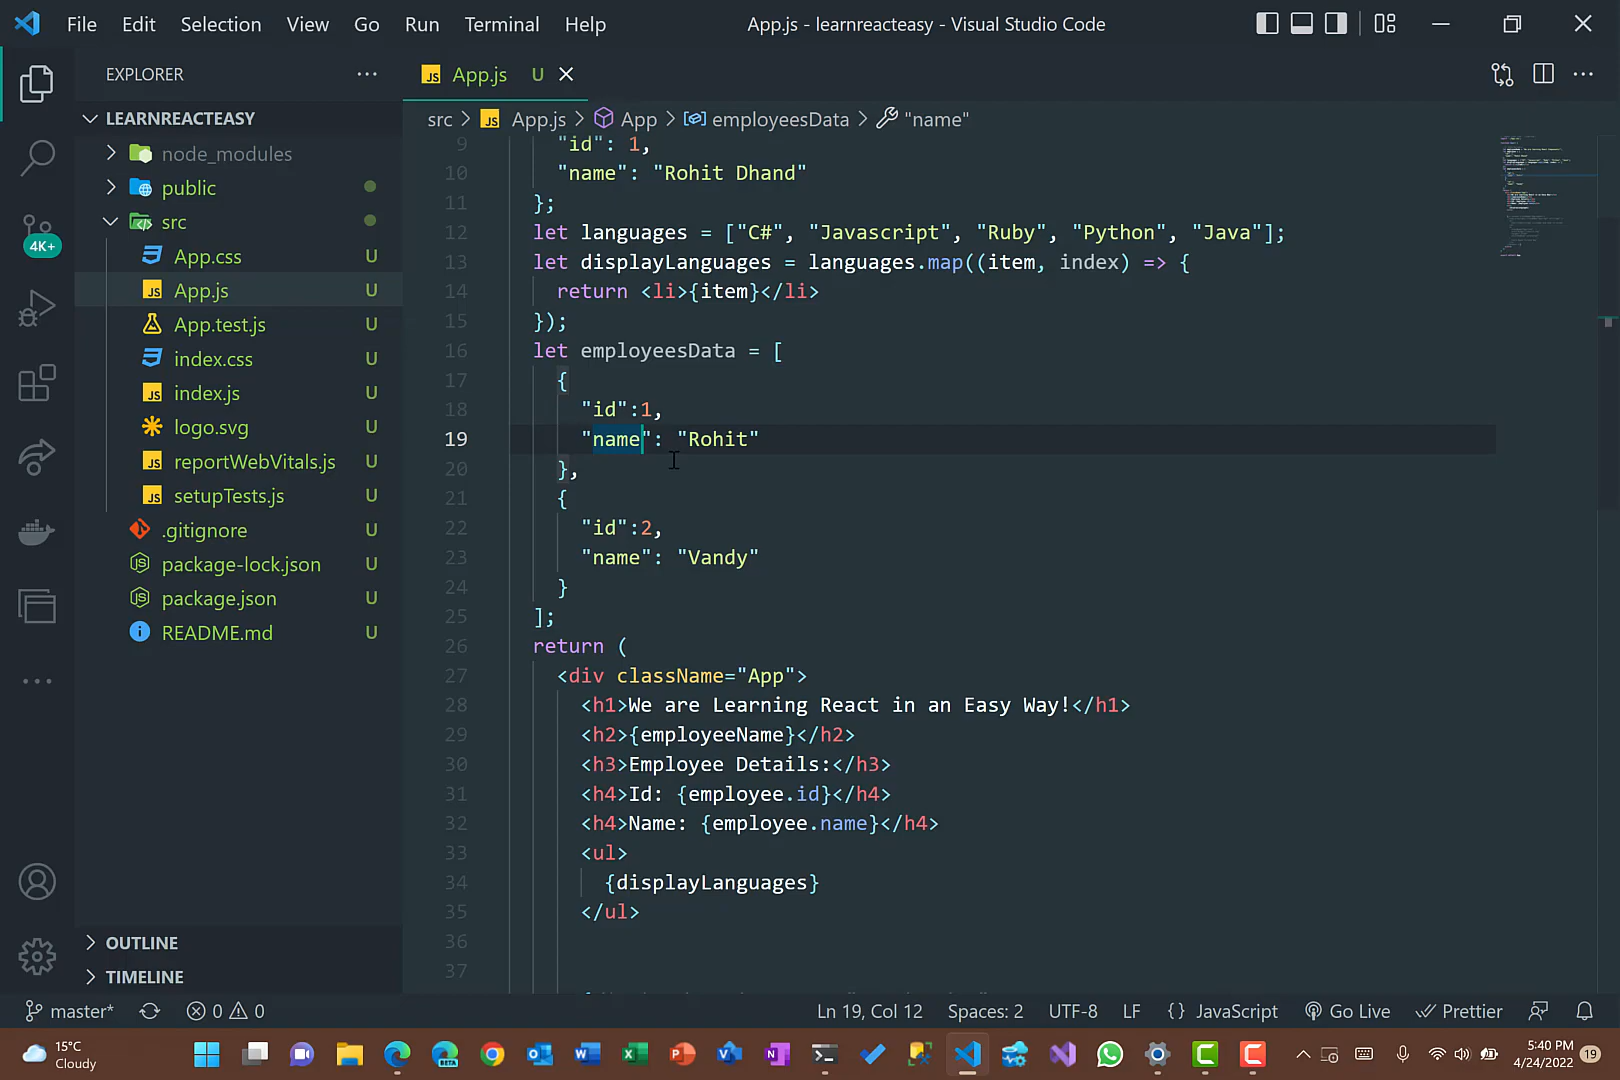 File Edit Selection View Go Run Terminal Help
App.js - learnreacteasy - Visual Studio Code
EXPLORER
LEARNREACTEASY
node_modules
public
src
App.css U
App.js U
App.test.js U
index.css U
index.js U
logo.svg U
reportWebVitals.js U
setupTests.js U
.gitignore U
package-lock.json U
package.json U
README.md U
OUTLINE
TIMELINE
4K+
JS App.js U
src > JS App.js > App > employeesData > "name"
9 "id": 1,
10 "name": "Rohit Dhand"
11 };
12 let languages = ["C#", "Javascript", "Ruby", "Python", "Java"];
13 let displayLanguages = languages.map((item, index) => {
14 return <li>{item}</li>
15 });
16 let employeesData = [
17 {
18 "id":1,
19 "name": "Rohit"
20 },
21 {
22 "id":2,
23 "name": "Vandy"
24 }
25 ];
26 return (
27 <div className="App">
28 <h1>We are Learning React in an Easy Way!</h1>
29 <h2>{employeeName}</h2>
30 <h3>Employee Details:</h3>
31 <h4>Id: {employee.id}</h4>
32 <h4>Name: {employee.name}</h4>
33 <ul>
34 {displayLanguages}
35 </ul>
36
37
master* 0 0 Ln 19, Col 12 Spaces: 2 UTF-8 LF {} JavaScript Go Live Prettier
15°C
Cloudy
5:40 PM
4/24/2022
19